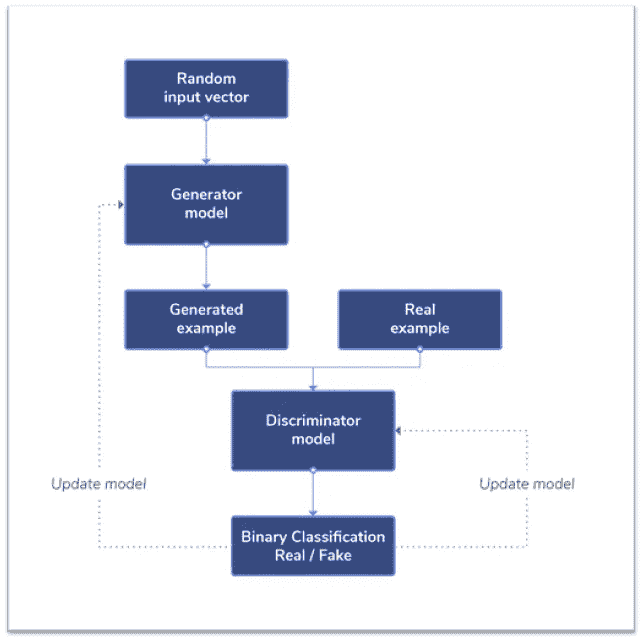 Random
input vector
Generator
model
Generated
example
Real
example
Discriminator
model
Update model
Update model
Binary Classification
Real / Fake